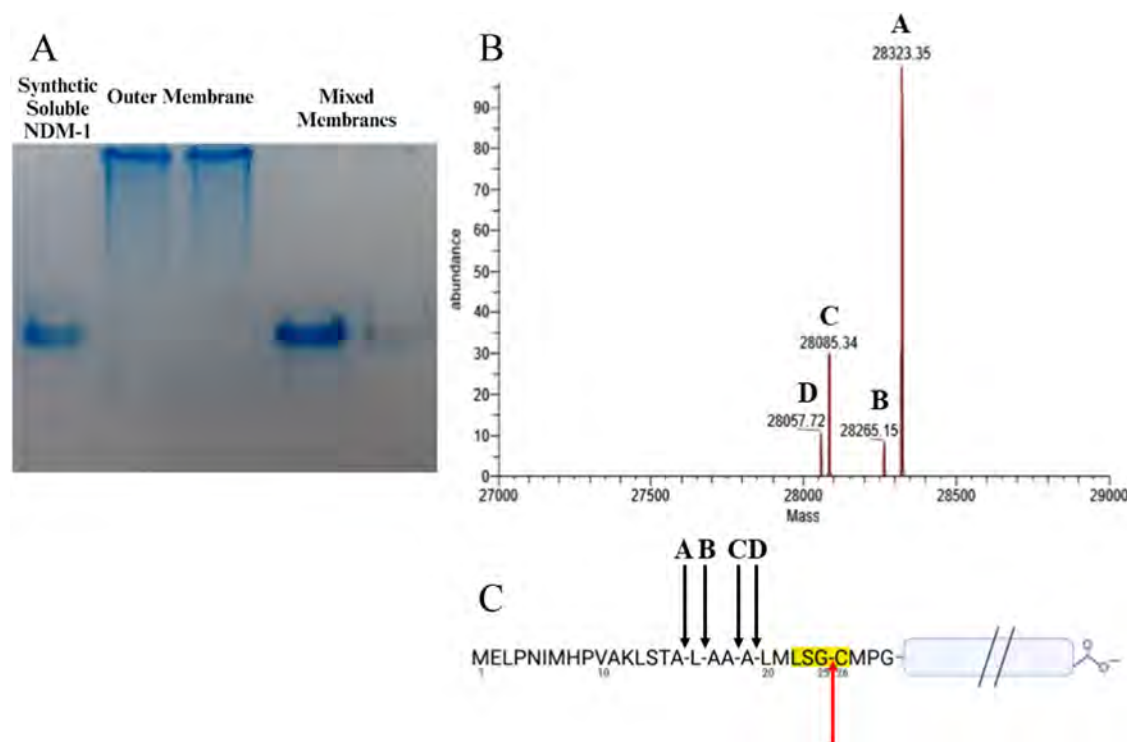 A
Synthetic
Soluble
NDM-1
Outer Membrane
Mixed
Membranes
B
A
28323.35
C
28085.34
D
28057.72
B
28265.15
90
80
70
60
50
40
30
20
10
0
abundance
27000
27500
28000
28500
29000
Mass
A B C D
C
MELPNIMHPVAKLSTA-L-AA-A-LMLSG-CMPG-
1
10
20
25
26
O
O